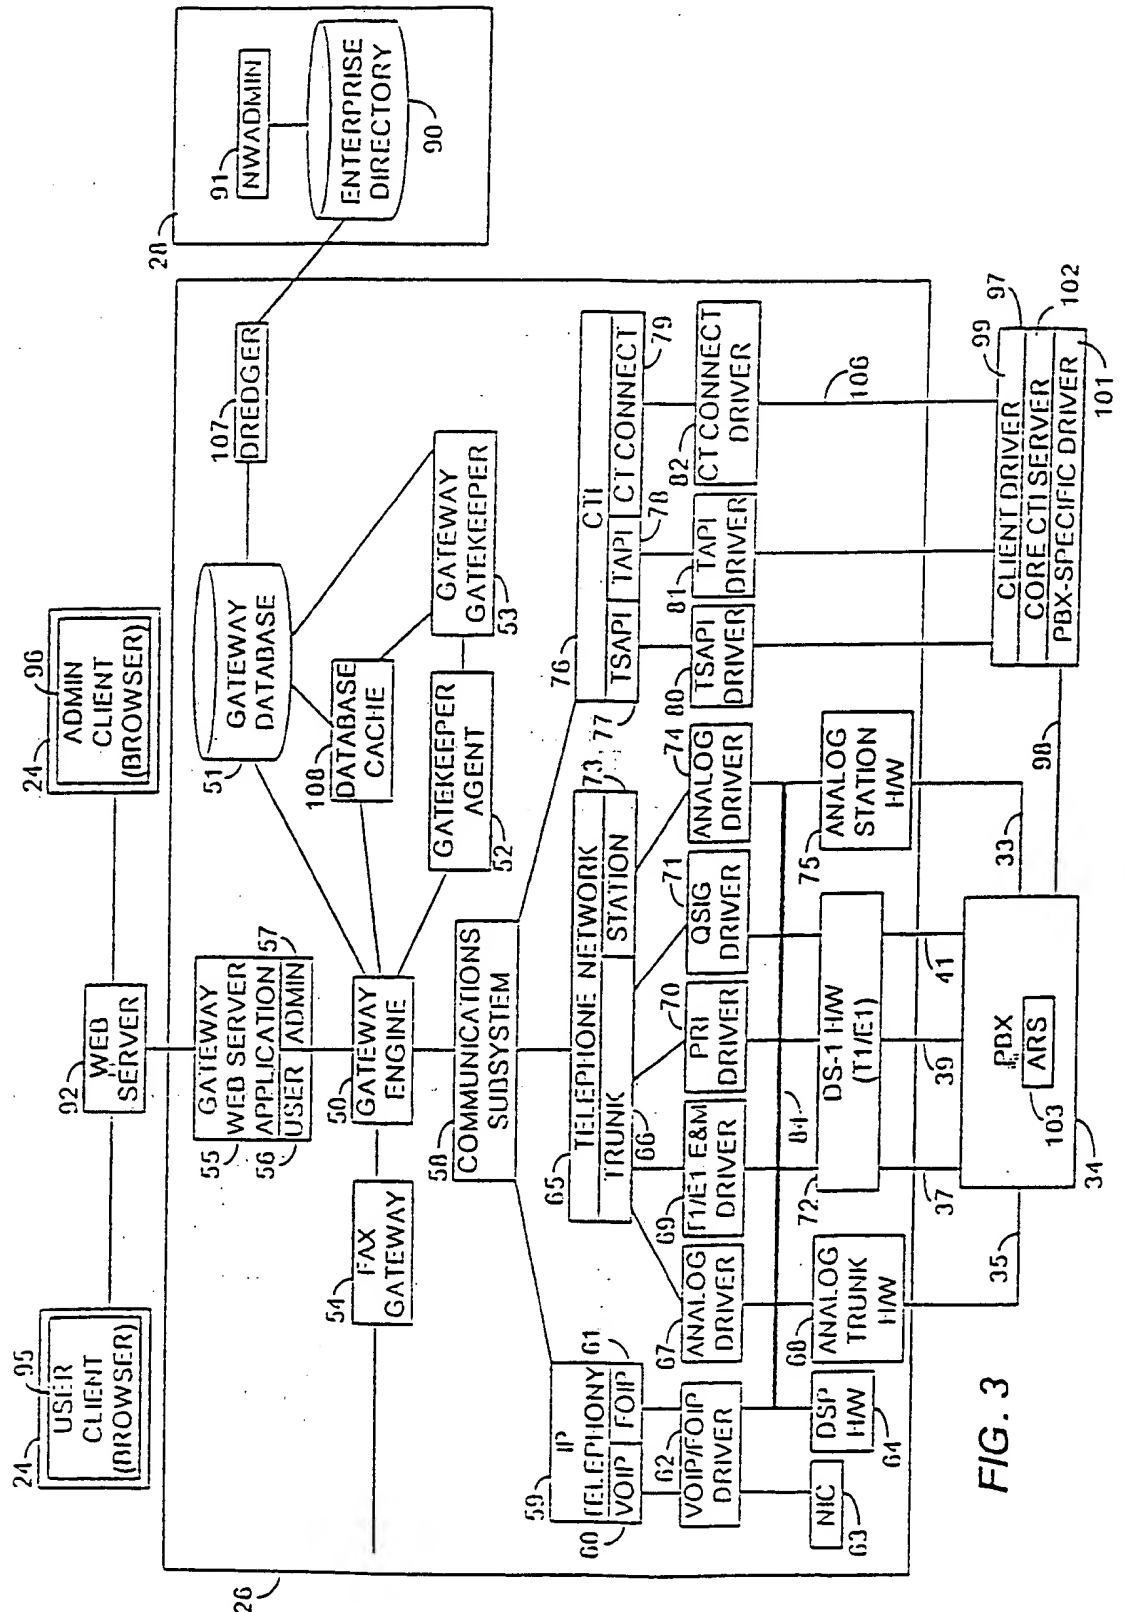 24
95
USER
CLIENT
(BROWSER)
92
WEB
SERVER
24
96
ADMIN
CLIENT
(BROWSER)
28
91
NWADMIN
ENTERPRISE
DIRECTORY
90
26
55
GATEWAY
WEB SERVER
APPLICATION
56
USER
ADMIN
57
51
GATEWAY
DATABASE
107
DREDGER
54
FAX
GATEWAY
50
GATEWAY
ENGINE
108
DATABASE
CACHE
GATEKEEPER
AGENT
52
GATEWAY
GATEKEEPER
53
58
COMMUNICATIONS
SUBSYSTEM
59
IP
TELEPHONY
60
VOIP
FOIP
61
65
TELEPHONE NETWORK
TRUNK
66
STATION
73
76
CTI
77
TSAPI
TAPI
78
CT CONNECT
79
62
VOIP/FOIP
DRIVER
67
ANALOG
DRIVER
69
T1/E1 E&M
DRIVER
70
PRI
DRIVER
71
QSIG
DRIVER
74
ANALOG
DRIVER
80
TSAPI
DRIVER
81
TAPI
DRIVER
82
CT CONNECT
DRIVER
84
NIC
63
DSP
H/W
64
68
ANALOG
TRUNK
H/W
72
DS-1 H/W
(T1/E1)
75
ANALOG
STATION
H/W
106
35
37
39
41
33
98
34
PBX
ARS
103
99
97
102
CLIENT DRIVER
CORE CTI SERVER
PBX-SPECIFIC DRIVER
101
FIG. 3